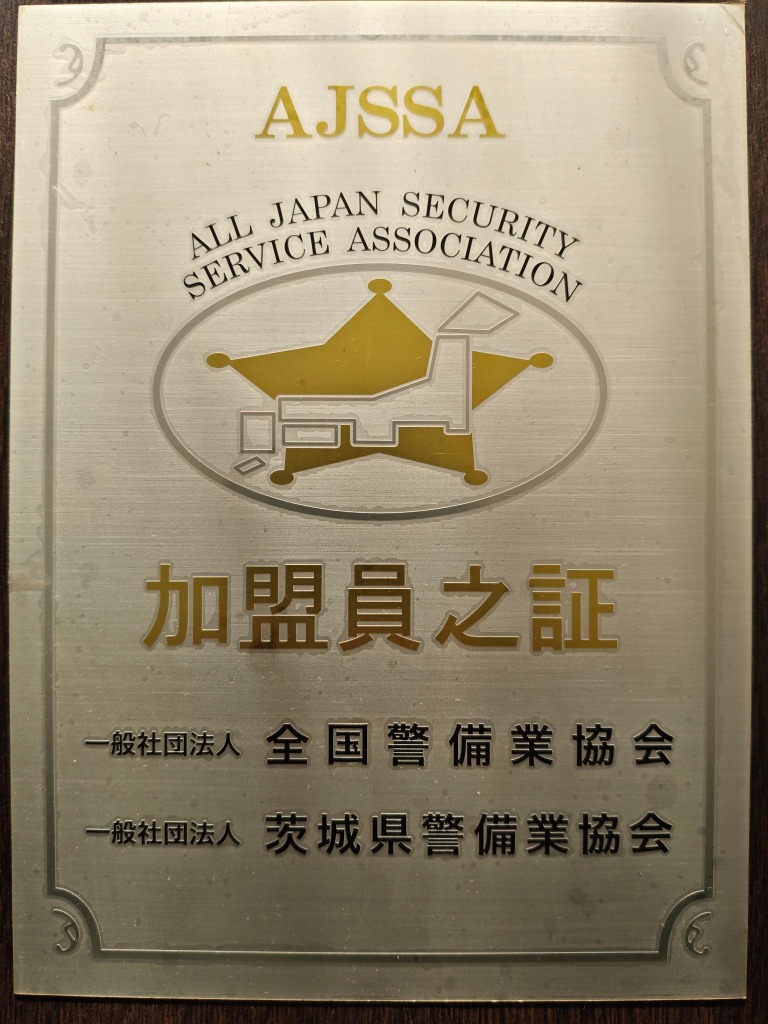 AJSSA
ALL JAPAN SECURITY
SERVICE ASSOCIATION
加盟員之証
一般社団法人 全国警備業協会
一般社団法人 茨城県警備業協会